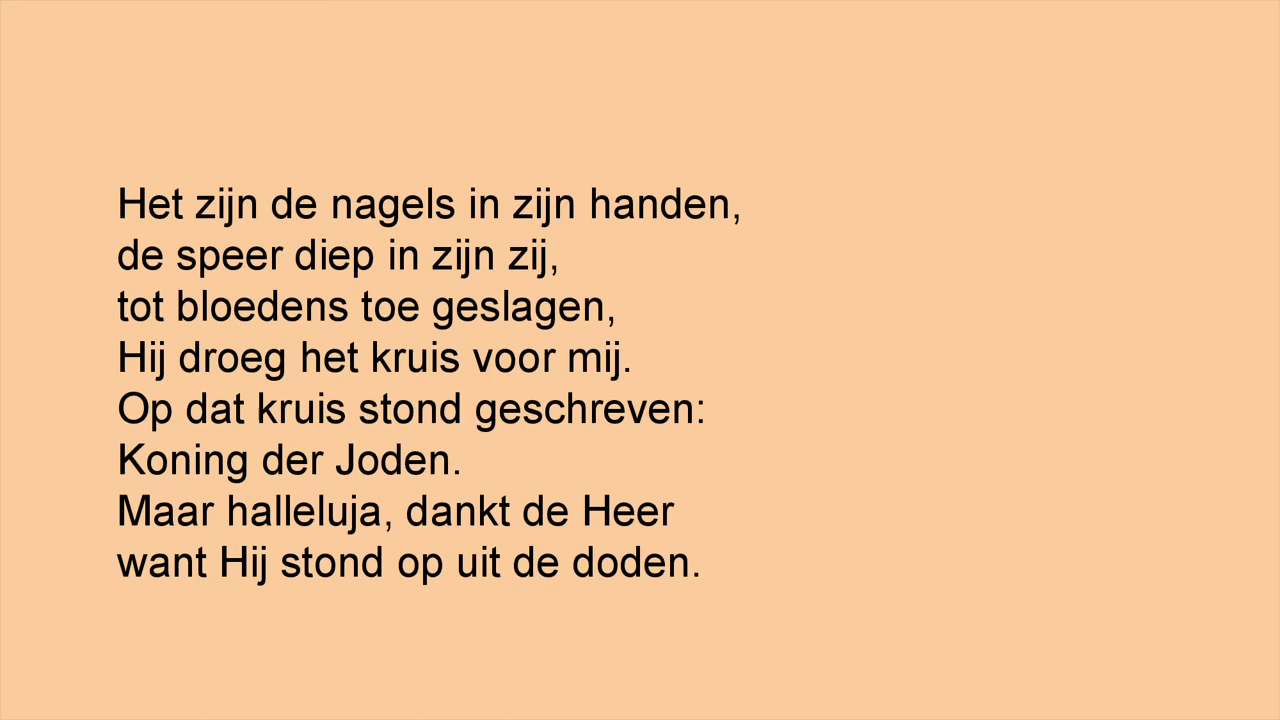 Het zijn de nagels in zijn handen,
de speer diep in zijn zij,
tot bloedens toe geslagen,
Hij droeg het kruis voor mij.
Op dat kruis stond geschreven:
Koning der Joden.
Maar halleluja, dankt de Heer
want Hij stond op uit de doden.